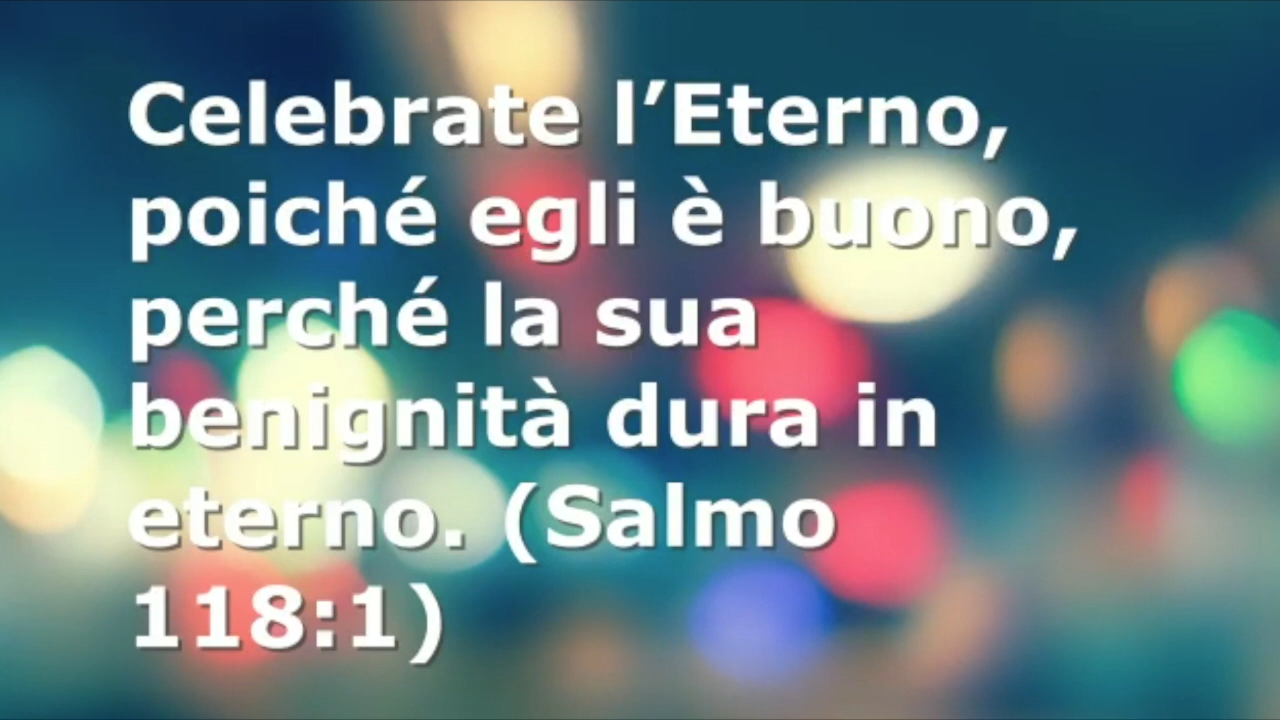 Celebrate l’Eterno,
poiché egli è buono,
perché la sua
benignità dura in
eterno. (Salmo
118:1)